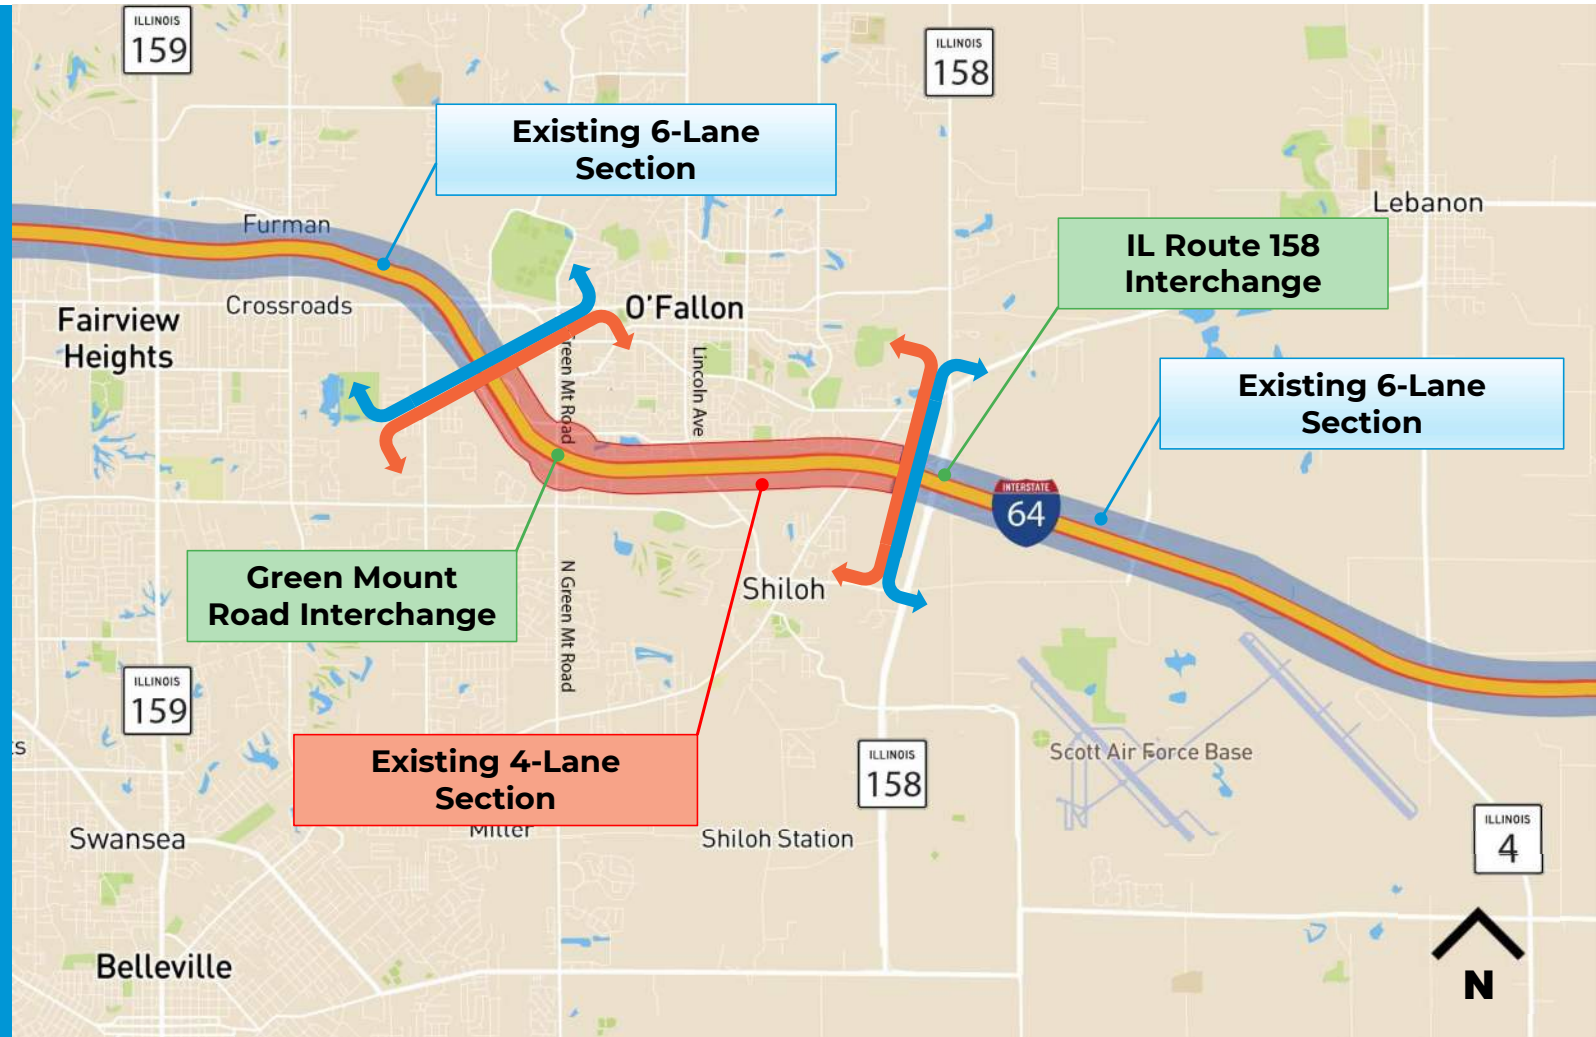 ILLINOIS
159
ILLINOIS
158
Existing 6-Lane
Section
Lebanon
Furman
IL Route 158
Interchange
Crossroads
O'Fallon
Fairview
Heights
Green Mt Road
Lincoln Ave
Existing 6-Lane
Section
INTERSTATE
64
Green Mount
Road Interchange
N Green Mt Road
Shiloh
ILLINOIS
159
Existing 4-Lane
Section
ILLINOIS
158
Scott Air Force Base
Swansea
Miller
Shiloh Station
ILLINOIS
4
Belleville
N